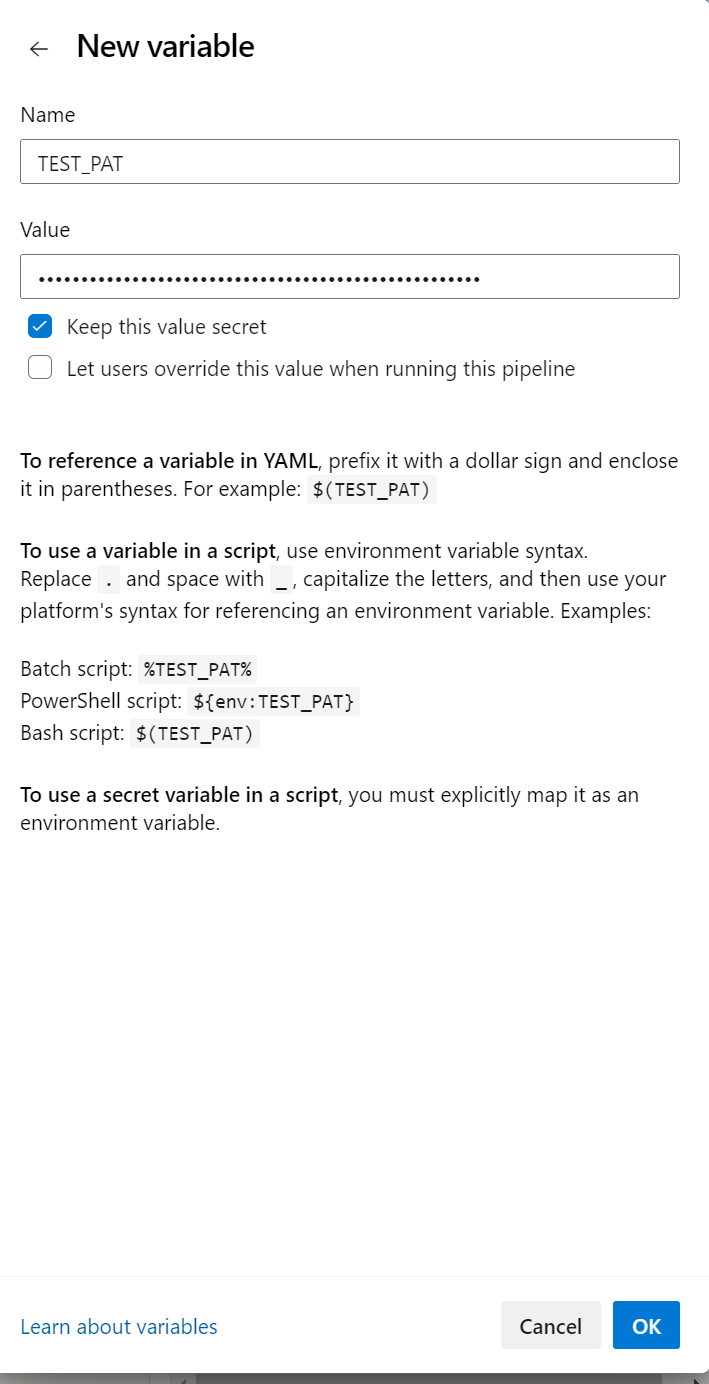 New variable
Name
TEST_PAT
Value
••••••••••••••••••••••••••••••••••••••••••••••••••••
Keep this value secret
Let users override this value when running this pipeline
To reference a variable in YAML, prefix it with a dollar sign and enclose
it in parentheses. For example: $(TEST_PAT)
To use a variable in a script, use environment variable syntax.
Replace . and space with _, capitalize the letters, and then use your
platform's syntax for referencing an environment variable. Examples:
Batch script: %TEST_PAT%
PowerShell script: ${env:TEST_PAT}
Bash script: $(TEST_PAT)
To use a secret variable in a script, you must explicitly map it as an
environment variable.
Learn about variables
Cancel
OK